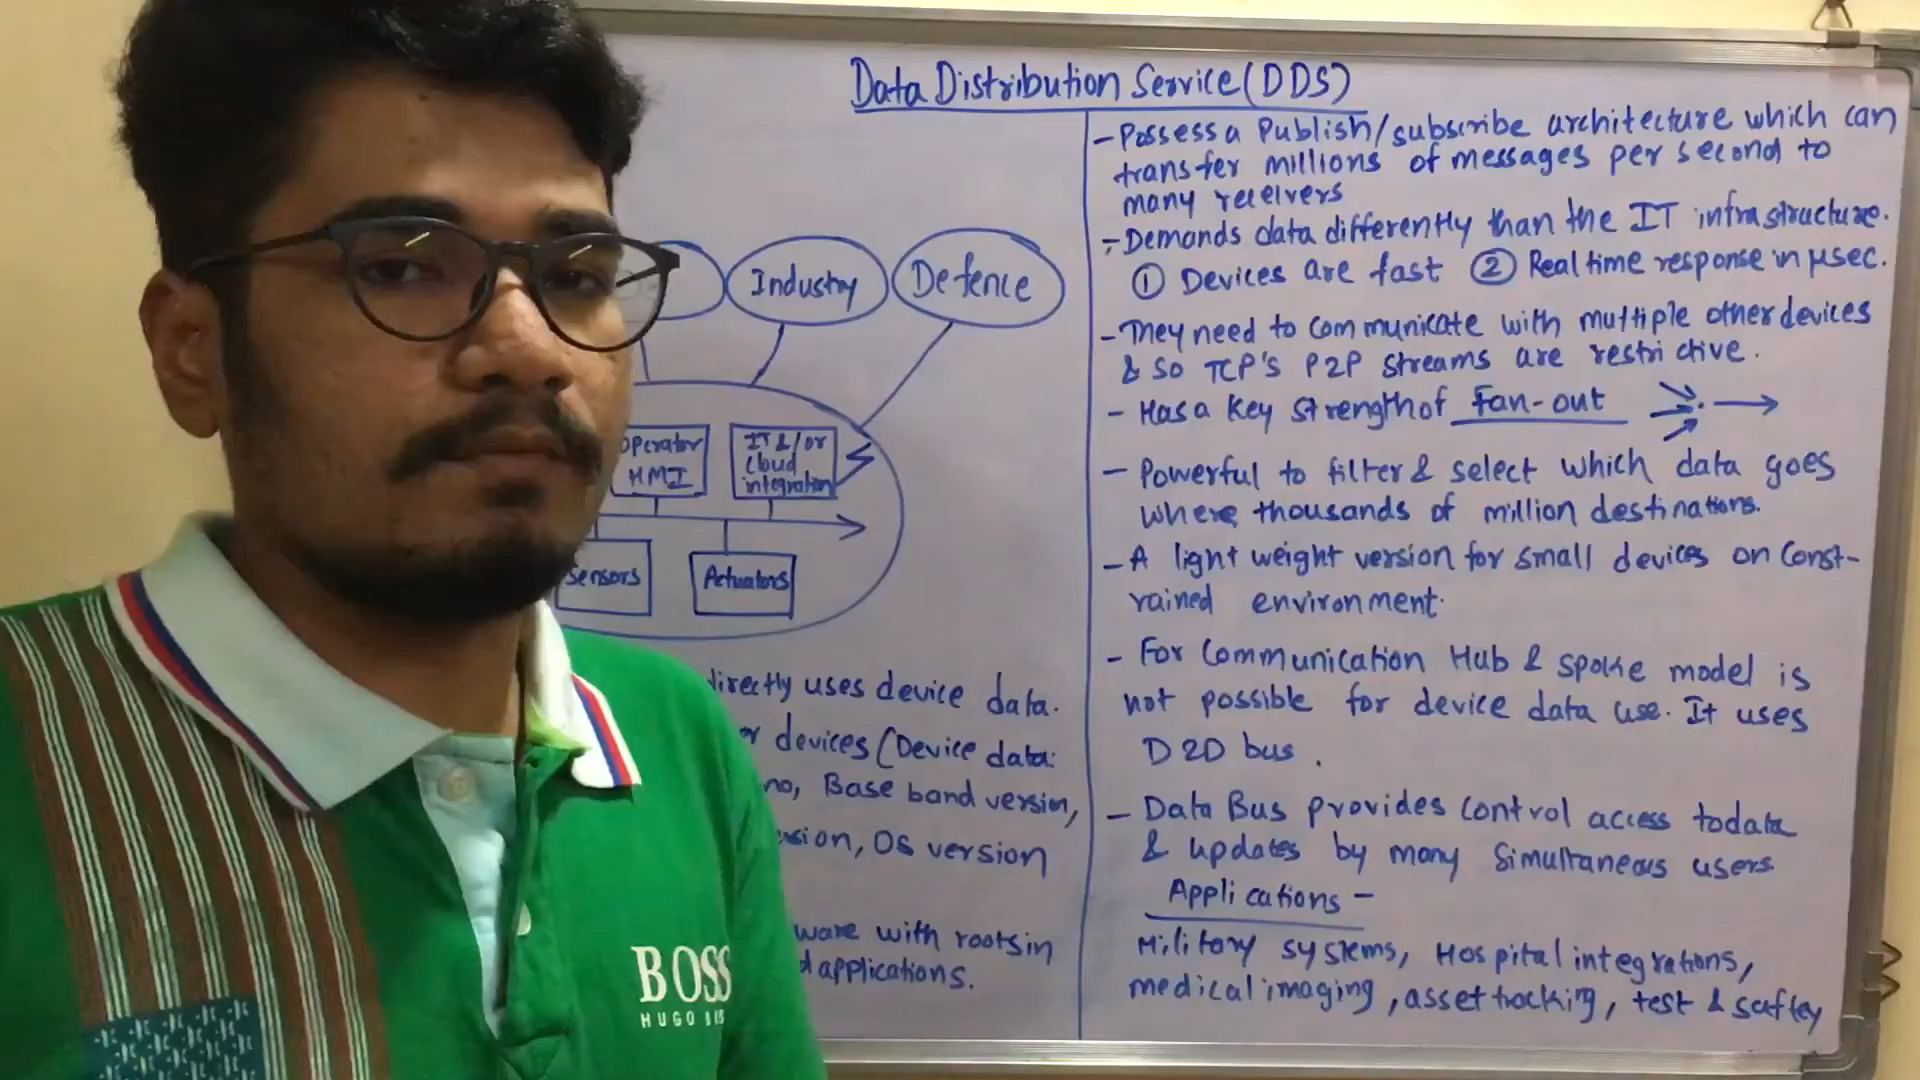 Data Distribution Service (DDS)
Industry
Defence
operator
HMI
IT &/or
cloud
integration
sensors
Actuators
directly uses device data.
or devices (Device data:
no, Base band version,
OS version
ware with roots in
applications.
- Possess a Publish/subscribe architecture which can
transfer millions of messages per second to
many receivers
- Demands data differently than the IT infrastructure.
① Devices are fast ② Real time response in μsec.
- They need to communicate with multiple other devices
& so TCP's P2P streams are restrictive.
- Has a key strength of Fan-out
- Powerful to filter & select which data goes
where, thousands of million destinations.
- A light weight version for small devices on const-
rained environment.
- For communication Hub & spoke model is
not possible for device data use. It uses
D2D bus.
- Data Bus provides control access to data
& updates by many simultaneous users
Applications -
Military systems, Hospital integrations,
medical imaging, asset tracking, test & saftey
BOSS
HUGO